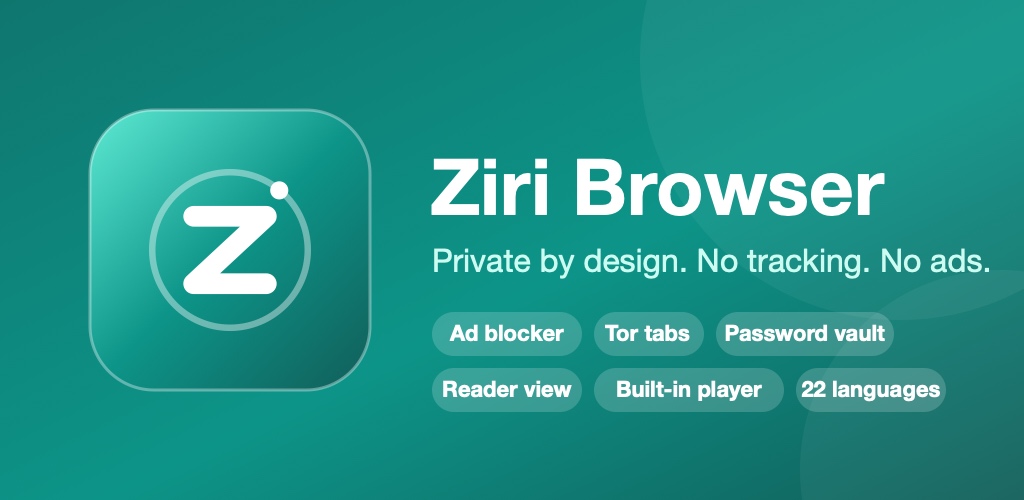 Z
Ziri Browser
Private by design. No tracking. No ads.
Ad blocker Tor tabs Password vault
Reader view Built-in player 22 languages